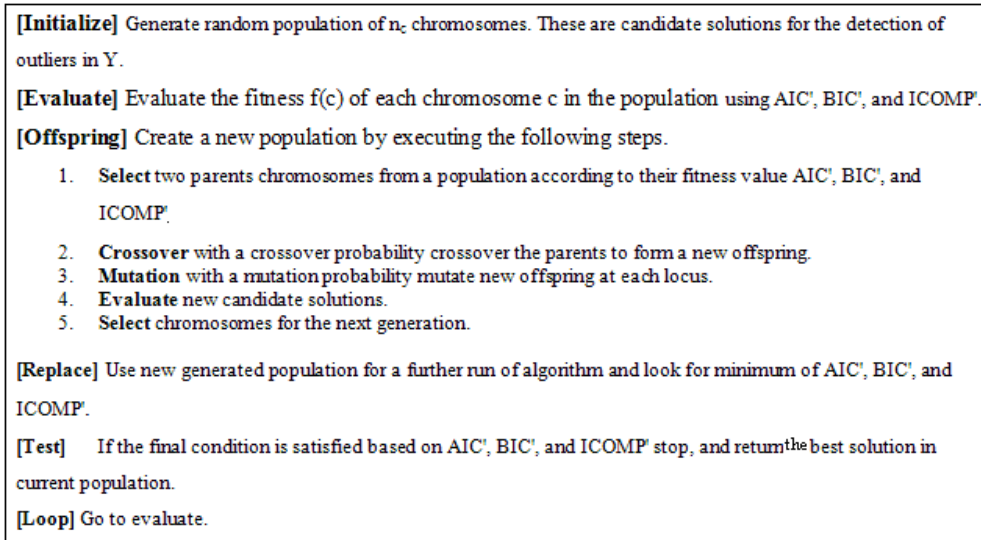 [Initialize] Generate random population of nc chromosomes. These are candidate solutions for the detection of
outliers in Y.
[Evaluate] Evaluate the fitness f(c) of each chromosome c in the population using AIC', BIC', and ICOMP'.
[Offspring] Create a new population by executing the following steps.
1. Select two parents chromosomes from a population according to their fitness value AIC', BIC', and
ICOMP'.
2. Crossover with a crossover probability crossover the parents to form a new offspring.
3. Mutation with a mutation probability mutate new offspring at each locus.
4. Evaluate new candidate solutions.
5. Select chromosomes for the next generation.
[Replace] Use new generated population for a further run of algorithm and look for minimum of AIC', BIC', and
ICOMP'.
[Test] If the final condition is satisfied based on AIC', BIC', and ICOMP' stop, and return the best solution in
current population.
[Loop] Go to evaluate.